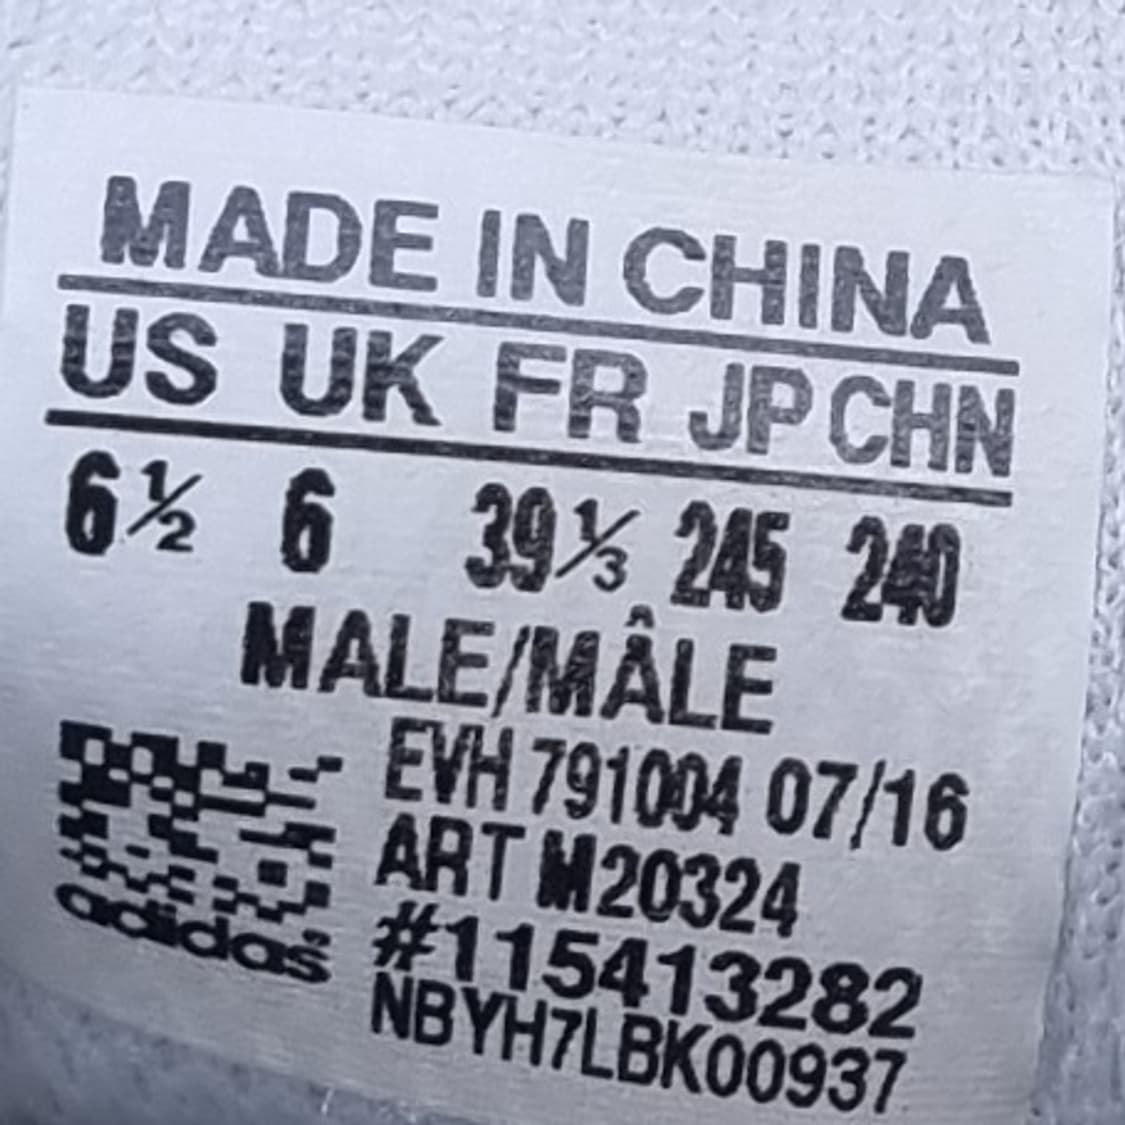 MADE IN CHINA
US UK FR JP CHN
6½ 6 39⅓ 245 240
MALE/MÂLE
EVH 791004 07/16
ART M20324
#115413282
NBYH7LBK00937
adidas